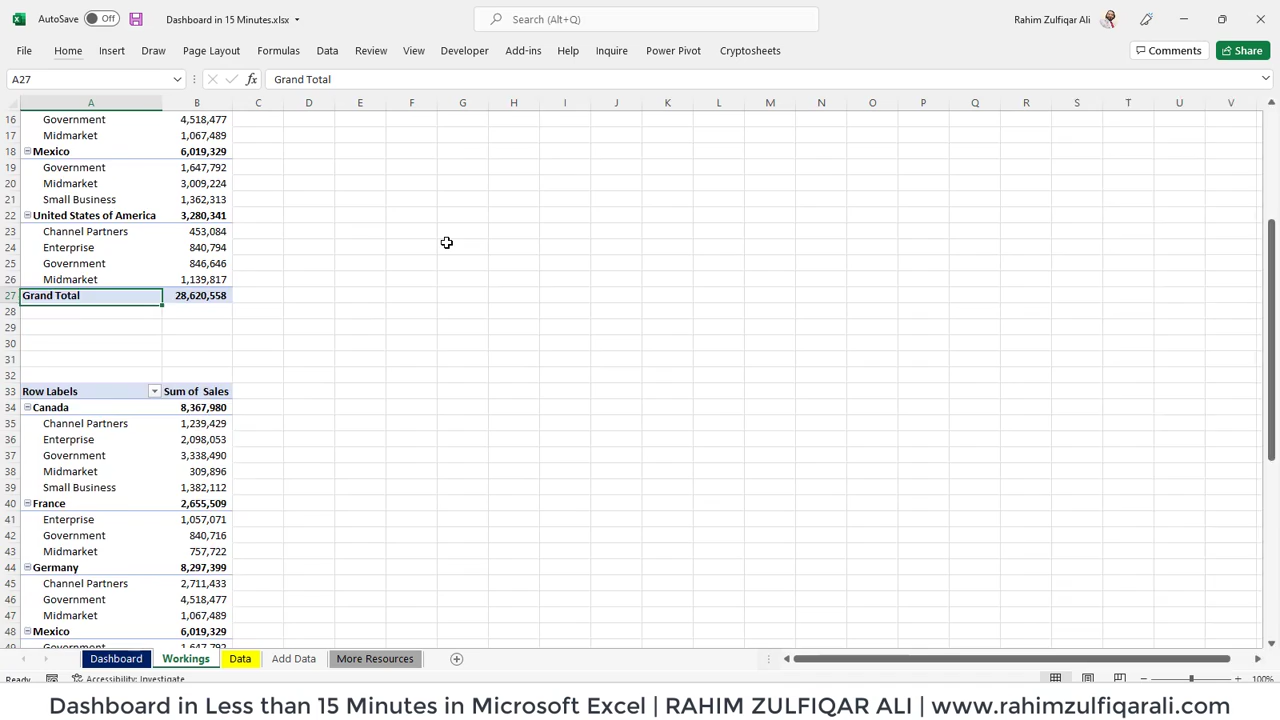 AutoSave Off Dashboard in 15 Minutes.xlsx Search (Alt+Q) Rahim Zulfiqar Ali
File Home Insert Draw Page Layout Formulas Data Review View Developer Add-ins Help Inquire Power Pivot Cryptosheets Comments Share
A27 fx Grand Total
A B C D E F G H I J K L M N O P Q R S T U V
16 Government 4,518,477
17 Midmarket 1,067,489
18 Mexico 6,019,329
19 Government 1,647,792
20 Midmarket 3,009,224
21 Small Business 1,362,313
22 United States of America 3,280,341
23 Channel Partners 453,084
24 Enterprise 840,794
25 Government 846,646
26 Midmarket 1,139,817
27 Grand Total 28,620,558
28
29
30
31
32
33 Row Labels Sum of Sales
34 Canada 8,367,980
35 Channel Partners 1,239,429
36 Enterprise 2,098,053
37 Government 3,338,490
38 Midmarket 309,896
39 Small Business 1,382,112
40 France 2,655,509
41 Enterprise 1,057,071
42 Government 840,716
43 Midmarket 757,722
44 Germany 8,297,399
45 Channel Partners 2,711,433
46 Government 4,518,477
47 Midmarket 1,067,489
48 Mexico 6,019,329
49 Government 1,647,792
Dashboard Workings Data Add Data More Resources
Ready Accessibility: Investigate 100%
Dashboard in Less than 15 Minutes in Microsoft Excel | RAHIM ZULFIQAR ALI | www.rahimzulfiqarali.com